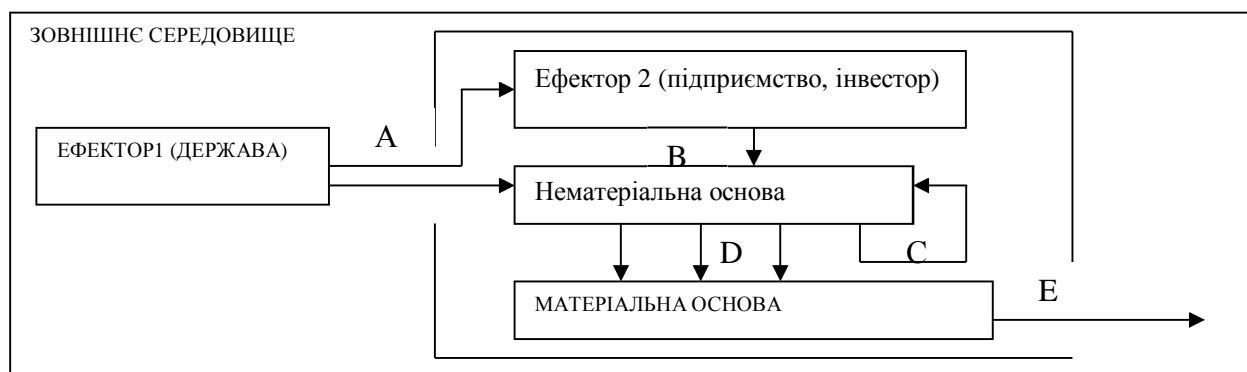 ЗОВНІШНЄ СЕРЕДОВИЩЕ
Ефектор 2 (підприємство, інвестор)
A
ЕФЕКТОР1 (ДЕРЖАВА)
B
Нематеріальна основа
D
C
E
МАТЕРІАЛЬНА ОСНОВА